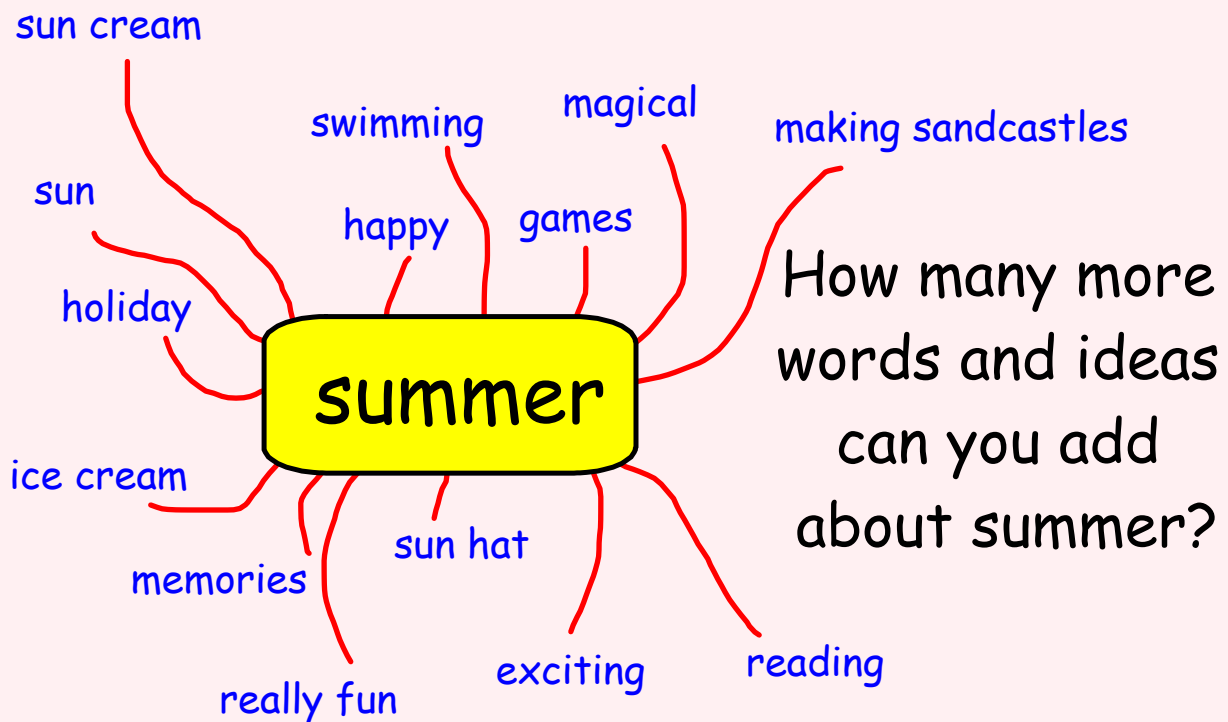 sun cream
swimming
magical
making sandcastles
sun
happy
games
holiday
summer
How many more
words and ideas
can you add
about summer?
ice cream
memories
sun hat
really fun
exciting
reading